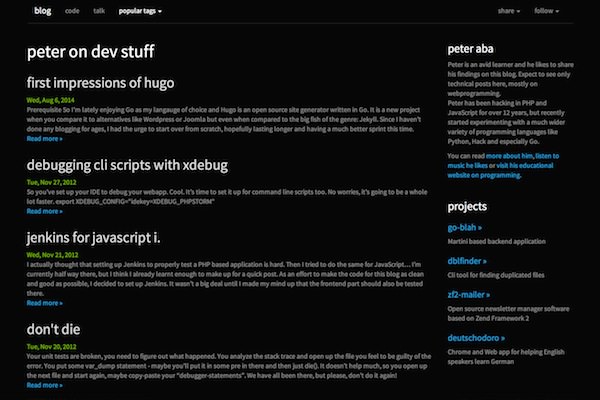 blog code talk popular tags share follow
peter on dev stuff
first impressions of hugo
Wed, Aug 6, 2014
Prerequisite So I'm lately enjoying Go as my langauge of choice and Hugo is an open source site generator written in Go. It is a new project
when you compare it to alternatives like Wordpress or Joomla but even when compared to the big fish of the genre: Jekyll. Since I haven't
done any blogging for ages, I had the urge to start over from scratch, hopefully lasting longer and having a much better sprint this time.
Read more »
debugging cli scripts with xdebug
Tue, Nov 27, 2012
So you've set up your IDE to debug your webapp. Cool. It's time to set it up for command line scripts too. No worries, it's going to be a whole
lot faster. export XDEBUG_CONFIG="idekey=XDEBUG_PHPSTORM"
Read more »
jenkins for javascript i.
Wed, Nov 21, 2012
I actually thought that setting up Jenkins to properly test a PHP based application is hard. Then I tried to do the same for JavaScript... I'm
currently half way there, but I think I already learnt enough to make up for a quick post. As an effort to make the code for this blog as clean
and good as possible, I decided to set up Jenkins. It wasn't a big deal until I made my mind up that the frontend part should also be tested
there.
Read more »
don't die
Tue, Nov 20, 2012
Your unit tests are broken, you need to figure out what happened. You analyze the stack trace and open up the file you feel to be guilty of the
error. You put some var_dump statement - maybe you'll put it in some pre in there and then just die(). It doesn't help much, so you open up
the next file and start again, maybe copy-paste your "debugger-statements". We have all been there, but please, don't do it again!
Read more »
peter aba
Peter is an avid learner and he likes to share
his findings on this blog. Expect to see only
technical posts here, mostly on
webprogramming.
Peter has been hacking in PHP and
JavaScript for over 12 years, but recently
started experimenting with a much wider
variety of programming languages like
Python, Hack and especially Go.
You can read more about him, listen to
music he likes or visit his educational
website on programming.
projects
go-blah »
Martini based backend application
dblfinder »
Cli tool for finding duplicated files
zf2-mailer »
Open source newsletter manager software
based on Zend Framework 2
deutschodoro »
Chrome and Web app for helping English
speakers learn German